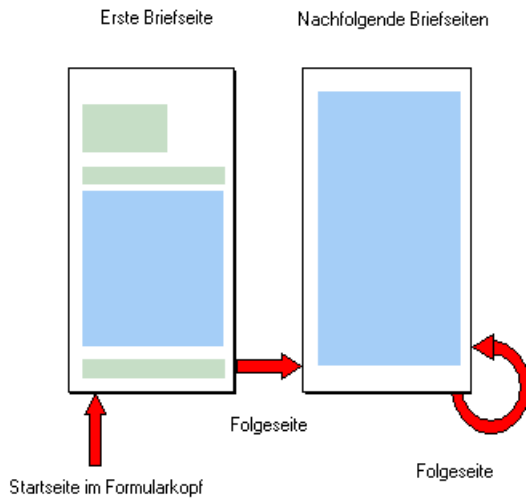 Erste Briefseite
Nachfolgende Briefseiten
Folgeseite
Folgeseite
Startseite im Formularkopf